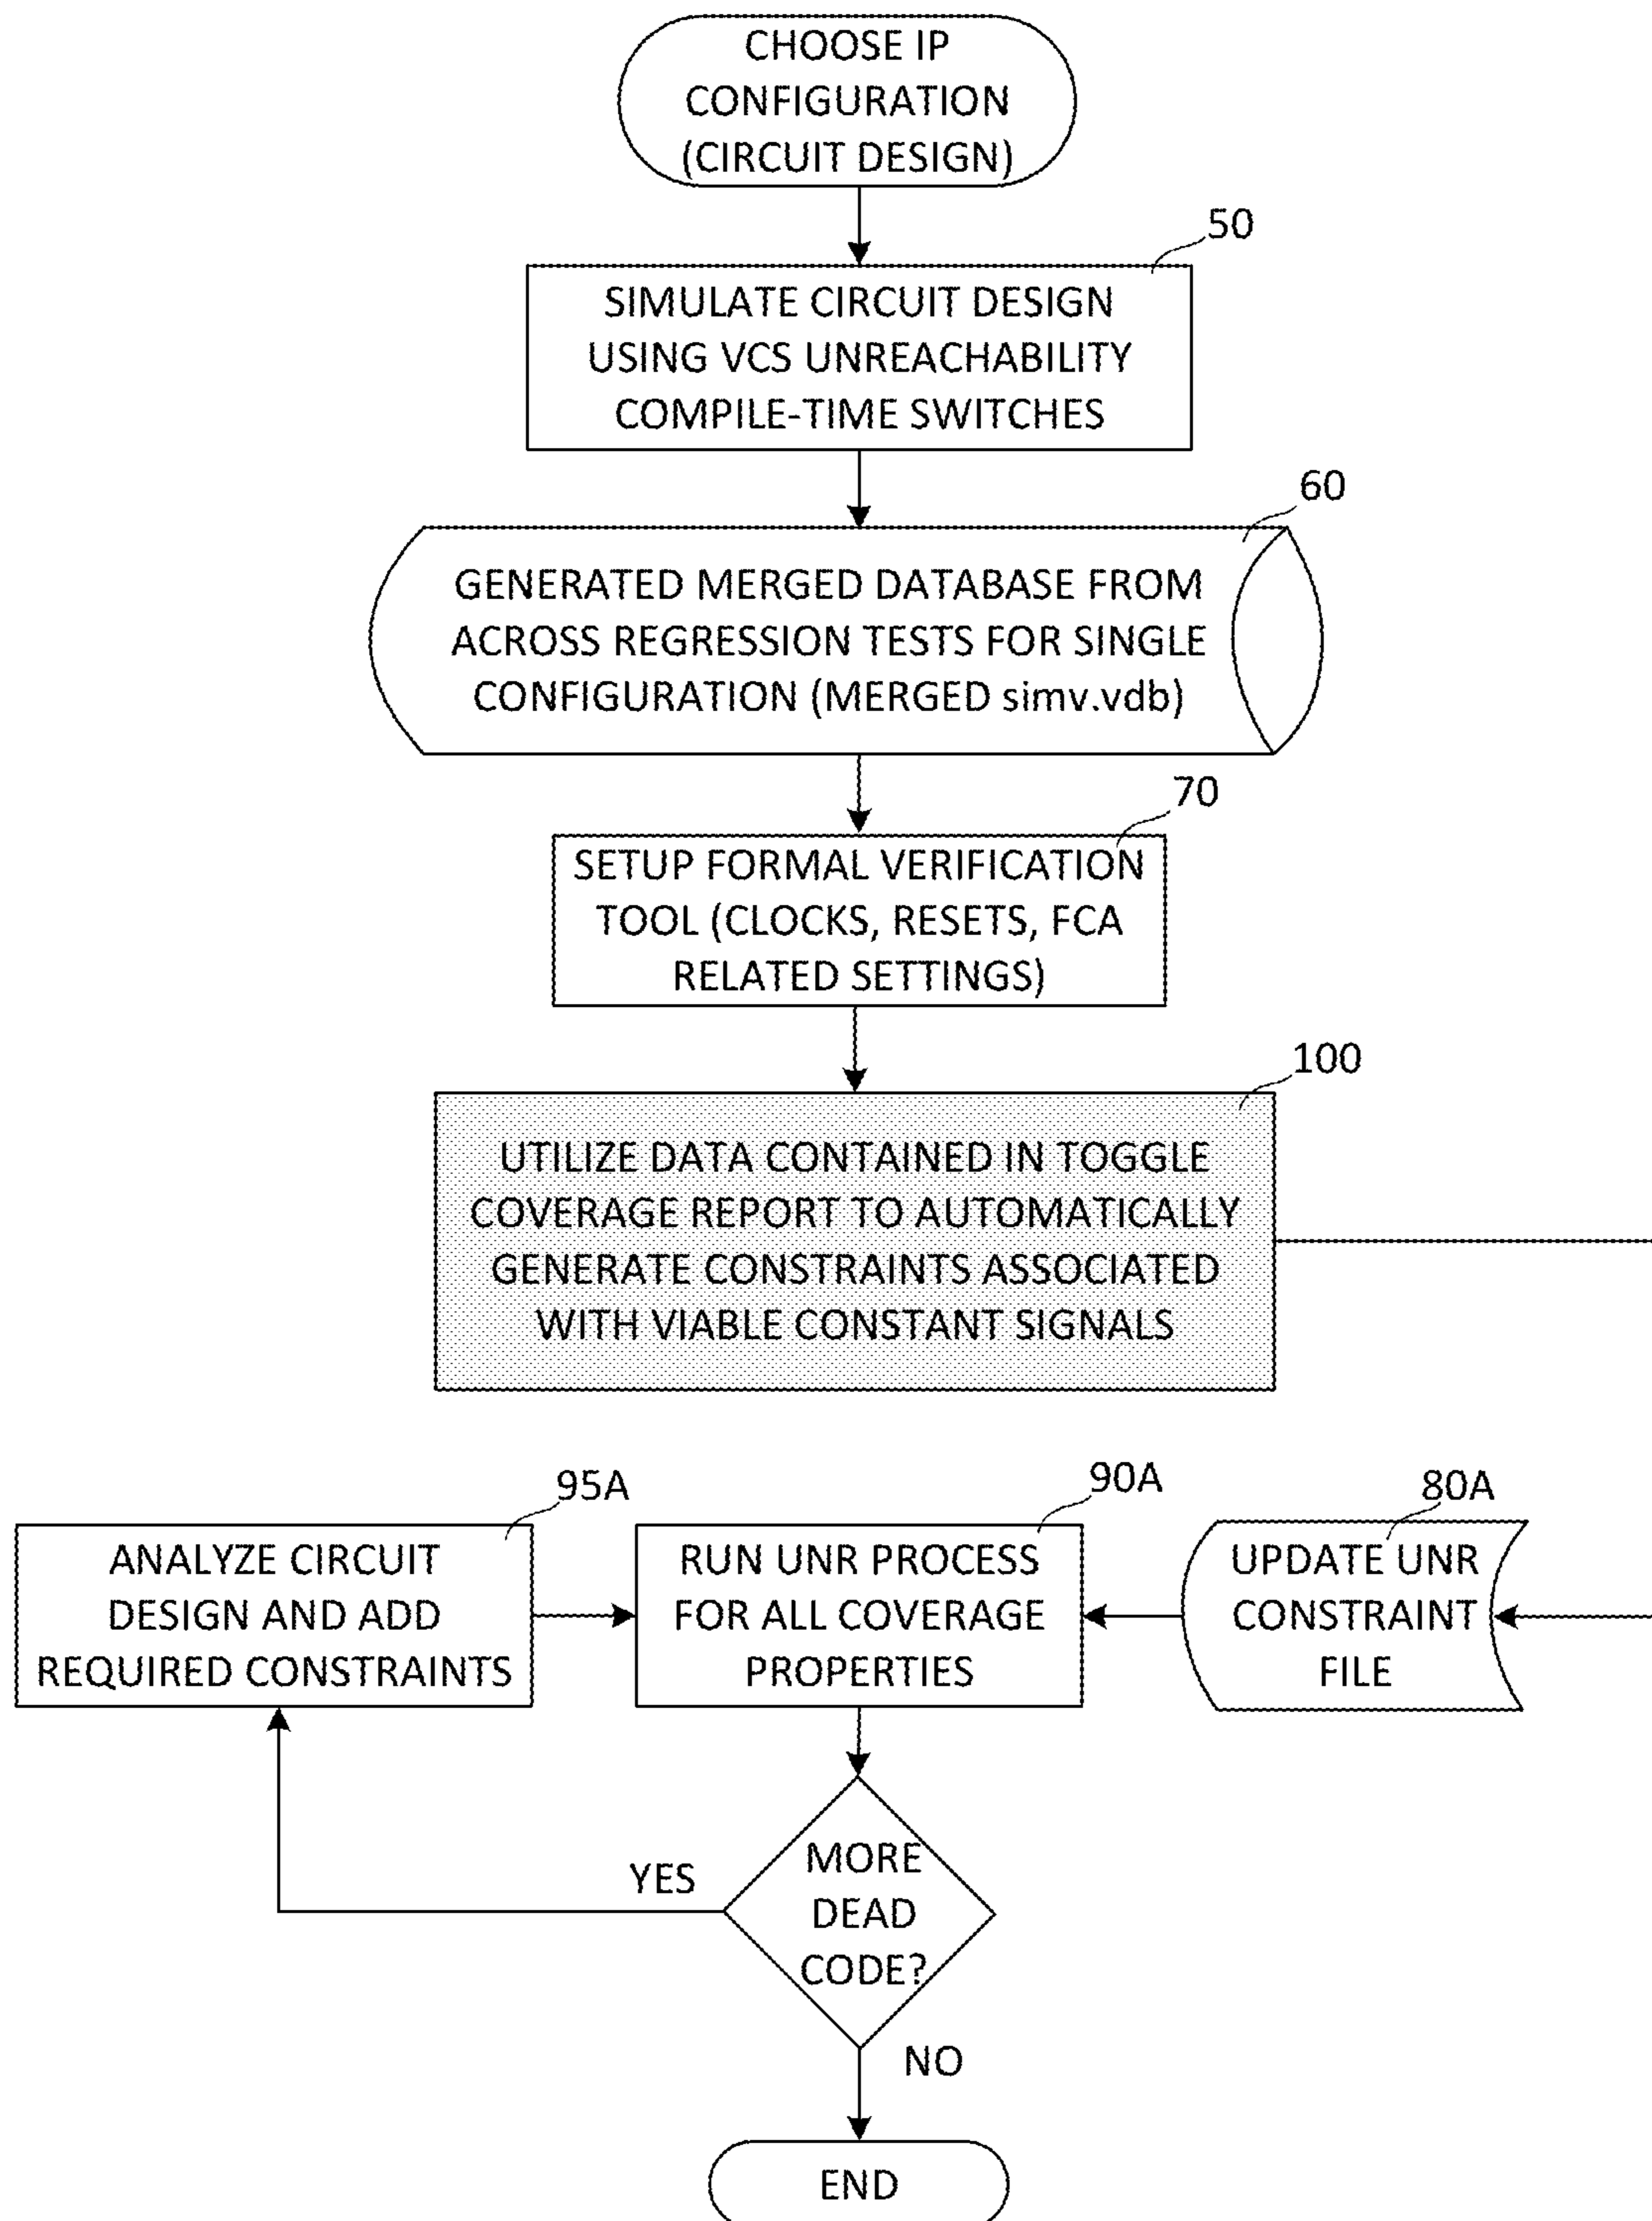 CHOOSE IP
CONFIGURATION
(CIRCUIT DESIGN)
50
SIMULATE CIRCUIT DESIGN
USING VCS UNREACHABILITY
COMPILE-TIME SWITCHES
60
GENERATED MERGED DATABASE FROM
ACROSS REGRESSION TESTS FOR SINGLE
CONFIGURATION (MERGED simv.vdb)
70
SETUP FORMAL VERIFICATION
TOOL (CLOCKS, RESETS, FCA
RELATED SETTINGS)
100
UTILIZE DATA CONTAINED IN TOGGLE
COVERAGE REPORT TO AUTOMATICALLY
GENERATE CONSTRAINTS ASSOCIATED
WITH VIABLE CONSTANT SIGNALS
95A
ANALYZE CIRCUIT
DESIGN AND ADD
REQUIRED CONSTRAINTS
90A
RUN UNR PROCESS
FOR ALL COVERAGE
PROPERTIES
80A
UPDATE UNR
CONSTRAINT
FILE
YES
MORE
DEAD
CODE?
NO
END